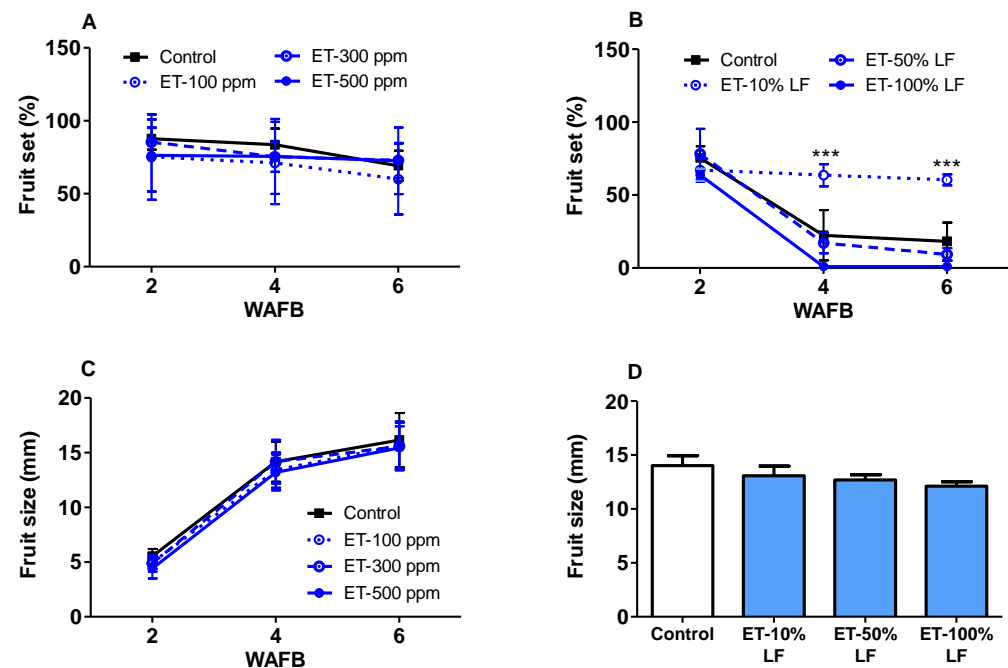 A
Control
ET-100 ppm
ET-300 ppm
ET-500 ppm
Fruit set (%)
150
100
50
0
2 4 6
WAFB
B
Control
ET-10% LF
ET-50% LF
ET-100% LF
*** ***
Fruit set (%)
150
100
50
0
2 4 6
WAFB
C
Fruit size (mm)
20
15
10
5
0
Control
ET-100 ppm
ET-300 ppm
ET-500 ppm
2 4 6
WAFB
D
Fruit size (mm)
20
15
10
5
0
Control ET-10% ET-50% ET-100%
LF LF LF